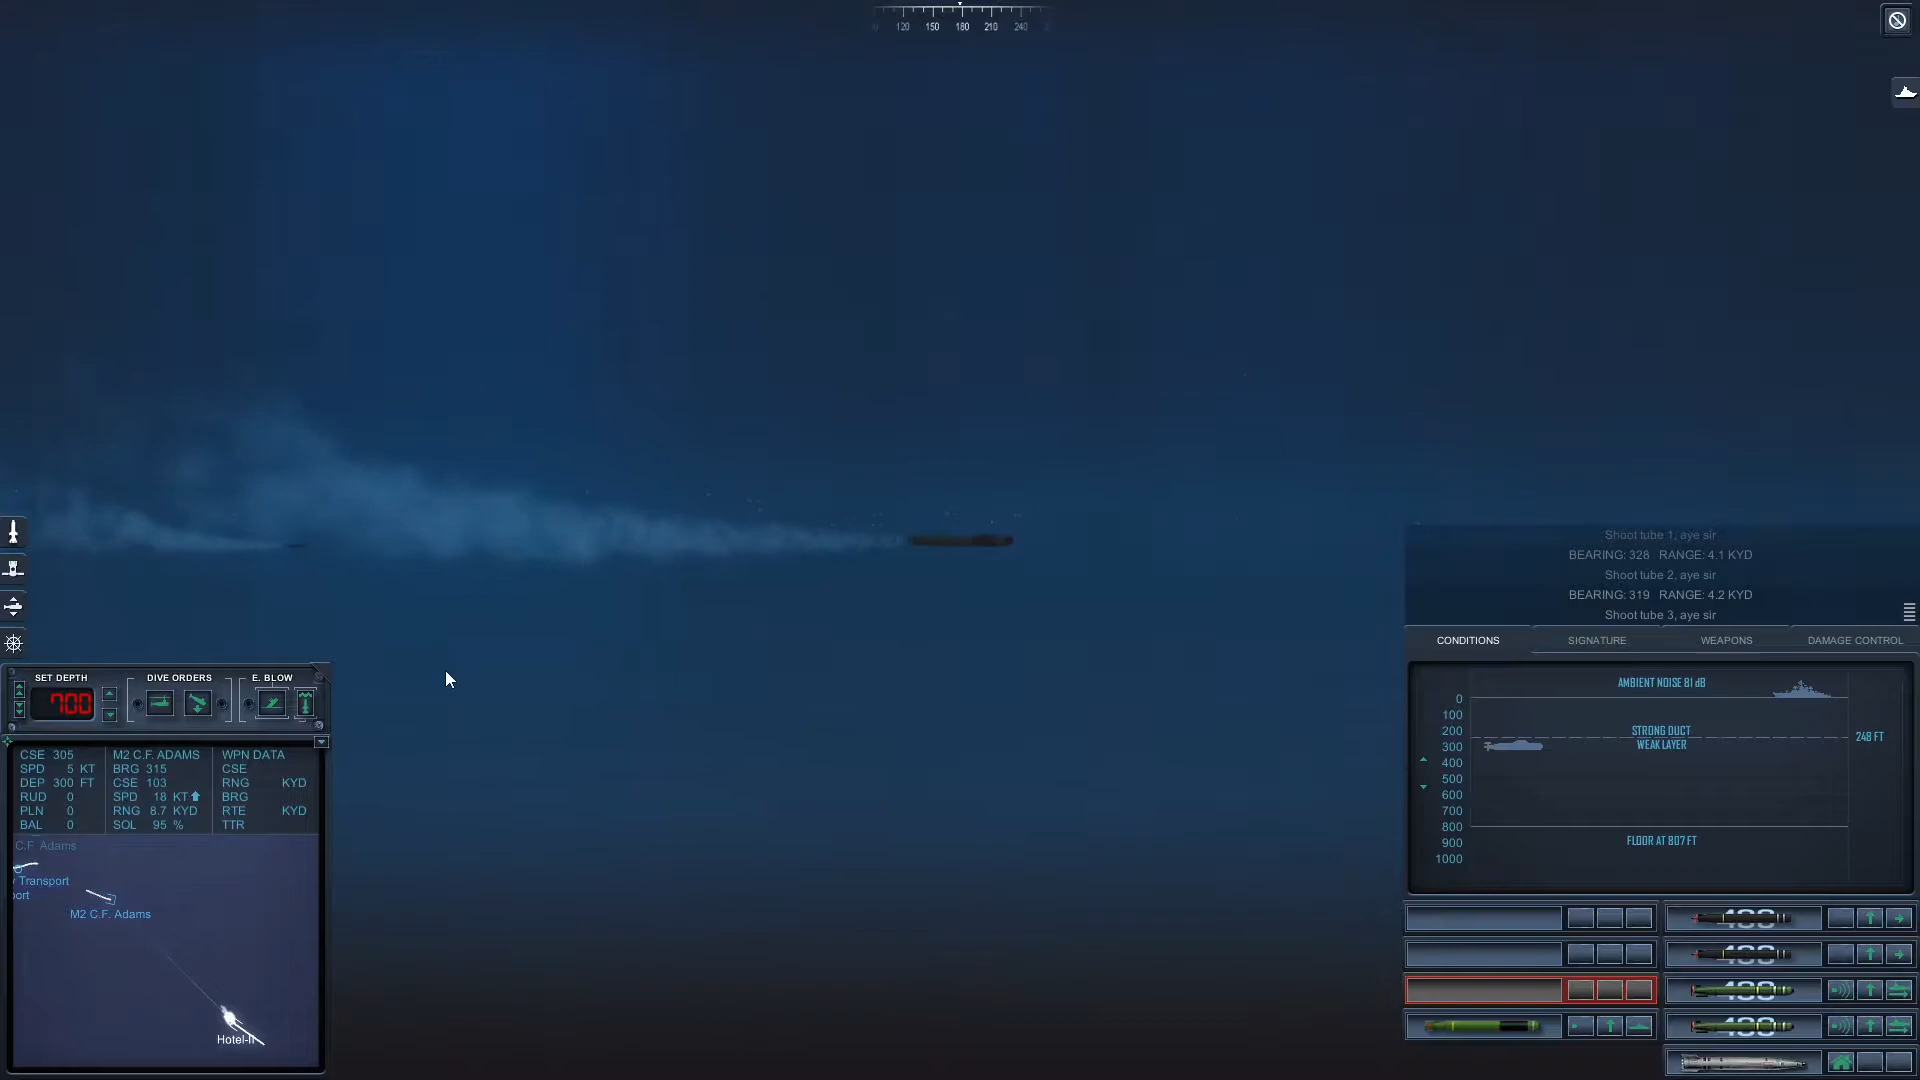 120 150 180 210 240
Shoot tube 1, aye sir
BEARING: 328 RANGE: 4.1 KYD
Shoot tube 2, aye sir
BEARING: 319 RANGE: 4.2 KYD
Shoot tube 3, aye sir
CONDITIONS SIGNATURE WEAPONS DAMAGE CONTROL
AMBIENT NOISE 81 dB
0
100
200
300
400
500
600
700
800
900
1000
STRONG DUCT
WEAK LAYER
248 FT
FLOOR AT 807 FT
SET DEPTH DIVE ORDERS E. BLOW
700
CSE 305 M2 C.F. ADAMS WPN DATA
SPD 5 KT BRG 315 CSE
DEP 300 FT CSE 103 RNG KYD
RUD 0 SPD 18 KT BRG
PLN 0 RNG 8.7 KYD RTE KYD
BAL 0 SOL 95 % TTR
C.F. Adams
Transport
M2 C.F. Adams
Hotel-II